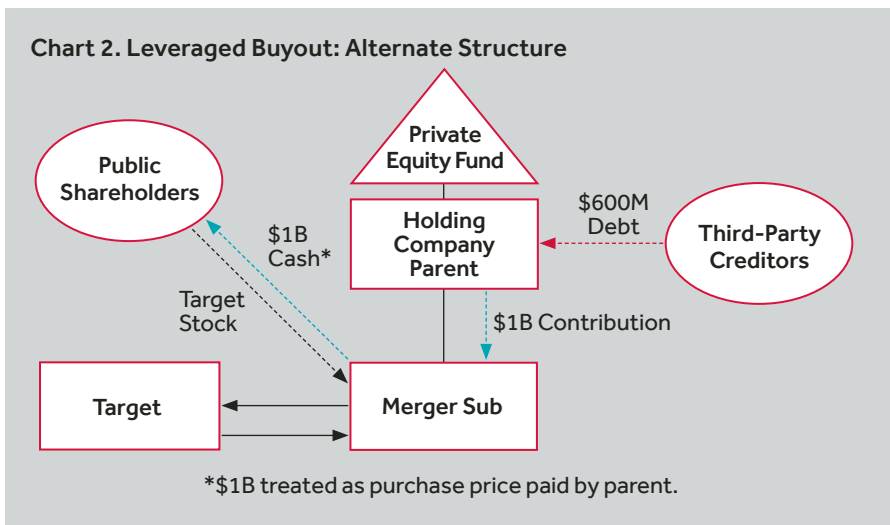 Chart 2. Leveraged Buyout: Alternate Structure
Private
Equity Fund
Public
Shareholders
$600M
Debt
Holding
Company
Parent
Third-Party
Creditors
$1B
Cash*
Target
Stock
$1B Contribution
Target
Merger Sub
*$1B treated as purchase price paid by parent.